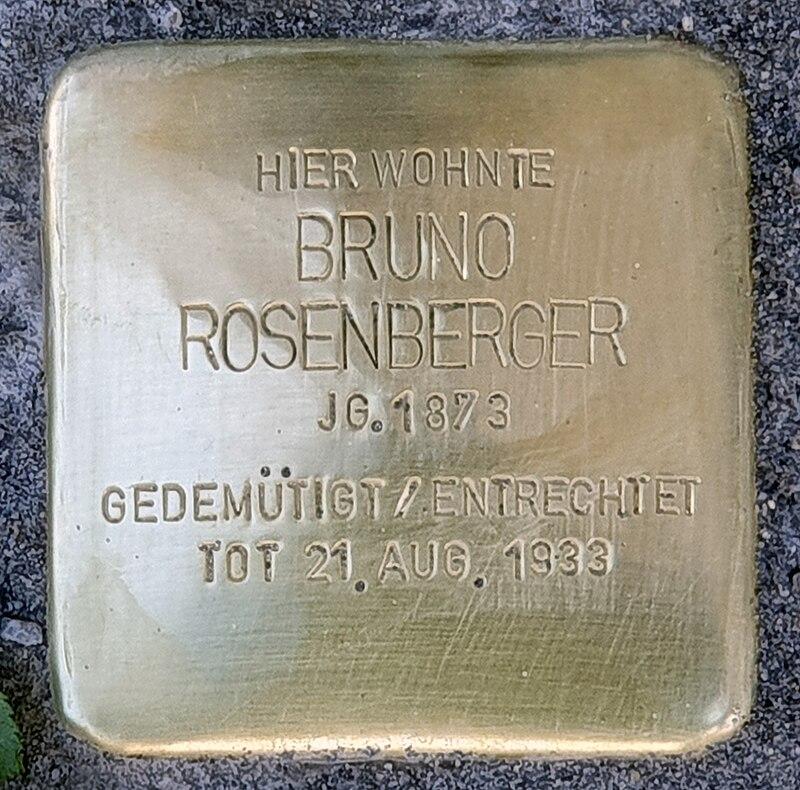 HIER WOHNTE
BRUNO
ROSENBERGER
JG.1873
GEDEMÜTIGT / ENTRECHTET
TOT 21. AUG. 1933